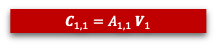 C₁,₁ = A₁,₁ V₁